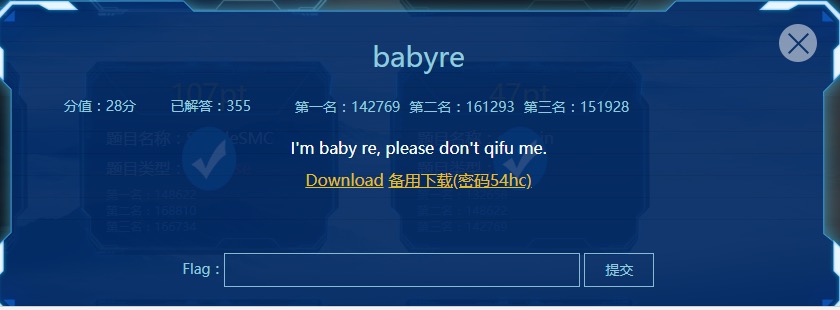 babyre
分值：28分 已解答：355 第一名：142769 第二名：161293 第三名：151928
I'm baby re, please don't qifu me.
Download 备用下载(密码54hc)
Flag： 提交